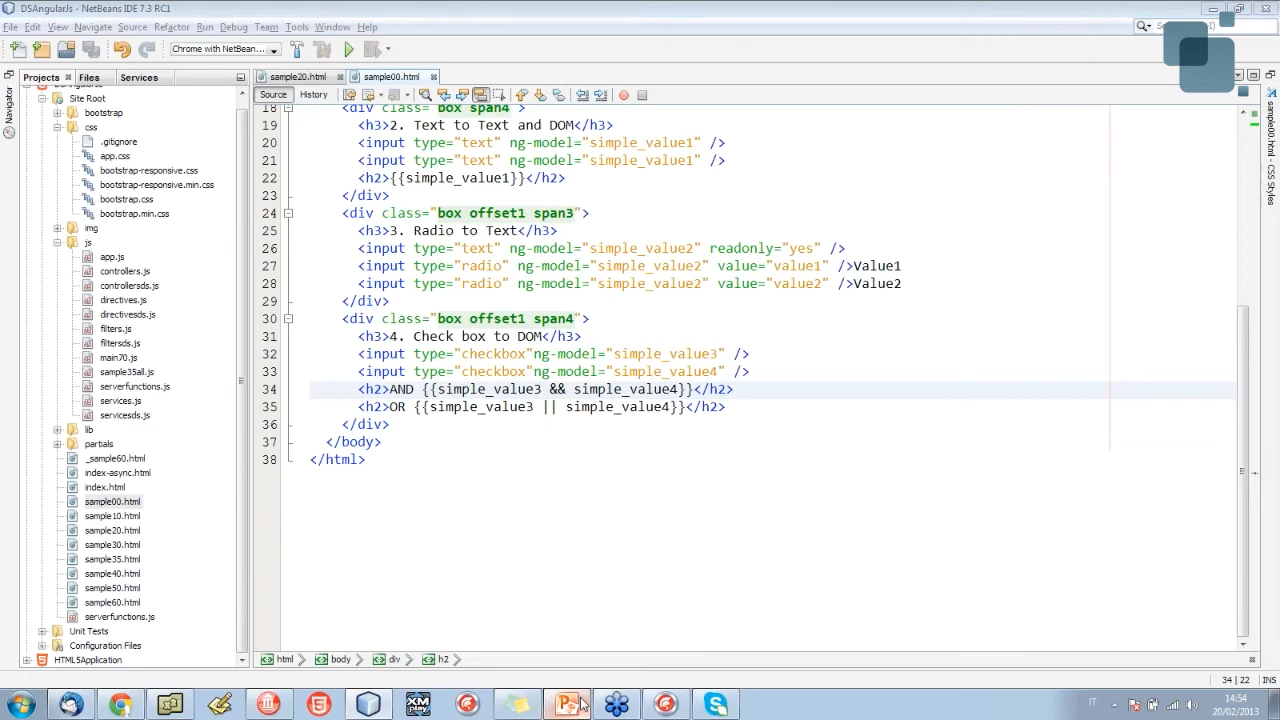 DSAngularJs - NetBeans IDE 7.3 RC1
File Edit View Navigate Source Refactor Run Debug Team Tools Window Help
Chrome with NetBean...
Projects Files Services
sample20.html sample00.html
Source History
Navigator
sample00.html - CSS Styles
Site Root
bootstrap
css
.gitignore
app.css
bootstrap-responsive.css
bootstrap-responsive.min.css
bootstrap.css
bootstrap.min.css
img
js
app.js
controllers.js
controllersds.js
directives.js
directivesds.js
filters.js
filtersds.js
main70.js
sample35all.js
serverfunctions.js
services.js
servicesds.js
lib
partials
_sample60.html
index-async.html
index.html
sample00.html
sample10.html
sample20.html
sample30.html
sample35.html
sample40.html
sample50.html
sample60.html
serverfunctions.js
Unit Tests
Configuration Files
HTML5Application
18 <div class="box span4">
19 <h3>2. Text to Text and DOM</h3>
20 <input type="text" ng-model="simple_value1" />
21 <input type="text" ng-model="simple_value1" />
22 <h2>{{simple_value1}}</h2>
23 </div>
24 <div class="box offset1 span3">
25 <h3>3. Radio to Text</h3>
26 <input type="text" ng-model="simple_value2" readonly="yes" />
27 <input type="radio" ng-model="simple_value2" value="value1" />Value1
28 <input type="radio" ng-model="simple_value2" value="value2" />Value2
29 </div>
30 <div class="box offset1 span4">
31 <h3>4. Check box to DOM</h3>
32 <input type="checkbox"ng-model="simple_value3" />
33 <input type="checkbox"ng-model="simple_value4" />
34 <h2>AND {{simple_value3 && simple_value4}}</h2>
35 <h2>OR {{simple_value3 || simple_value4}}</h2>
36 </div>
37 </body>
38 </html>
html body div h2
34 | 22 INS
IT
14:54
20/02/2013